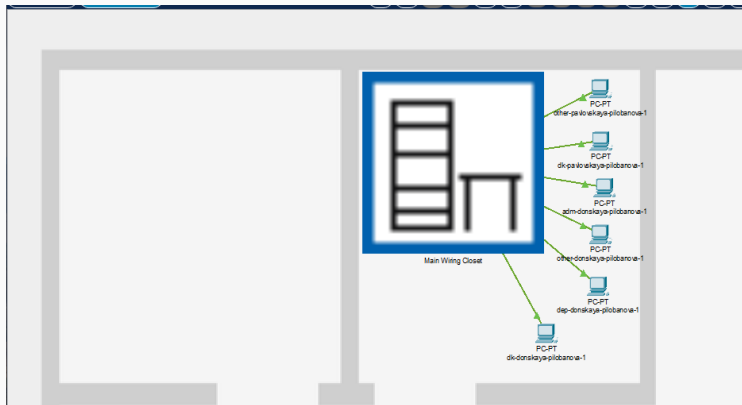 PC-PT
other-pavlovskaya-pilobanova-1
PC-PT
dk-pavlovskaya-pilobanova-1
PC-PT
adm-donskaya-pilobanova-1
PC-PT
other-donskaya-pilobanova-1
Main Wiring Closet
PC-PT
dep-donskaya-pilobanova-1
PC-PT
dk-donskaya-pilobanova-1